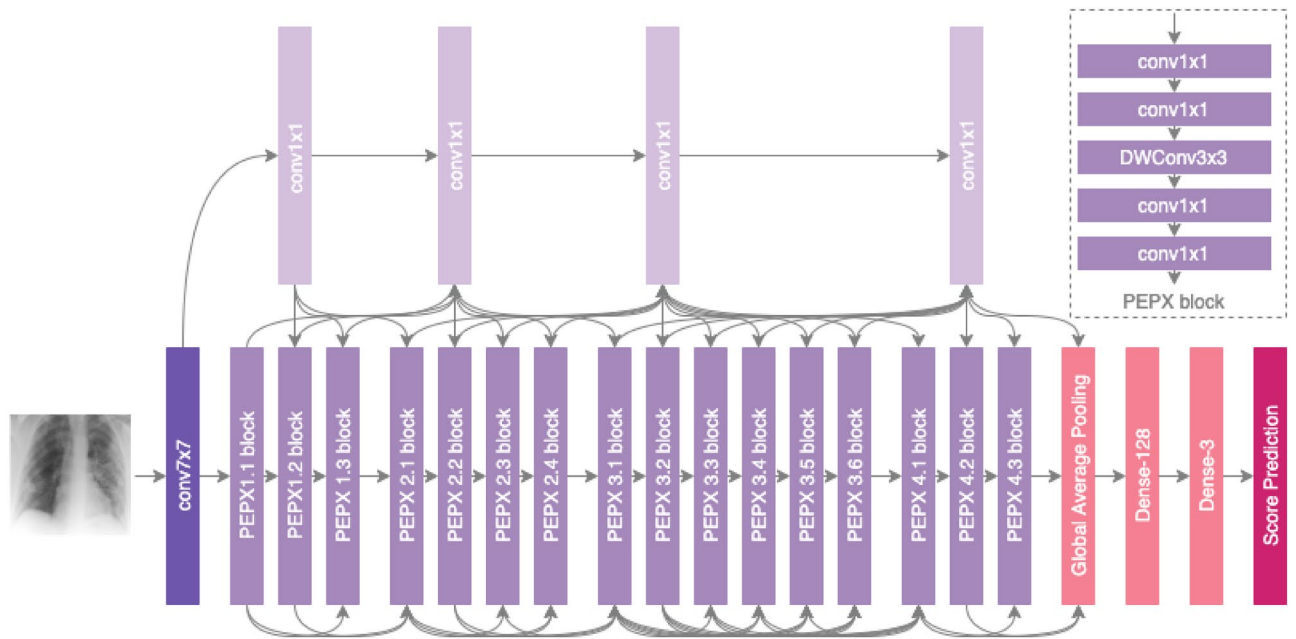 conv1x1
conv1x1
conv1x1
conv1x1
conv1x1
conv1x1
DWConv3x3
conv1x1
conv1x1
PEPX block
conv7x7
PEPX1.1 block
PEPX1.2 block
PEPX 1.3 block
PEPX 2.1 block
PEPX 2.2 block
PEPX 2.3 block
PEPX 2.4 block
PEPX 3.1 block
PEPX 3.2 block
PEPX 3.3 block
PEPX 3.4 block
PEPX 3.5 block
PEPX 3.6 block
PEPX 4.1 block
PEPX 4.2 block
PEPX 4.3 block
Global Average Pooling
Dense-128
Dense-3
Score Prediction